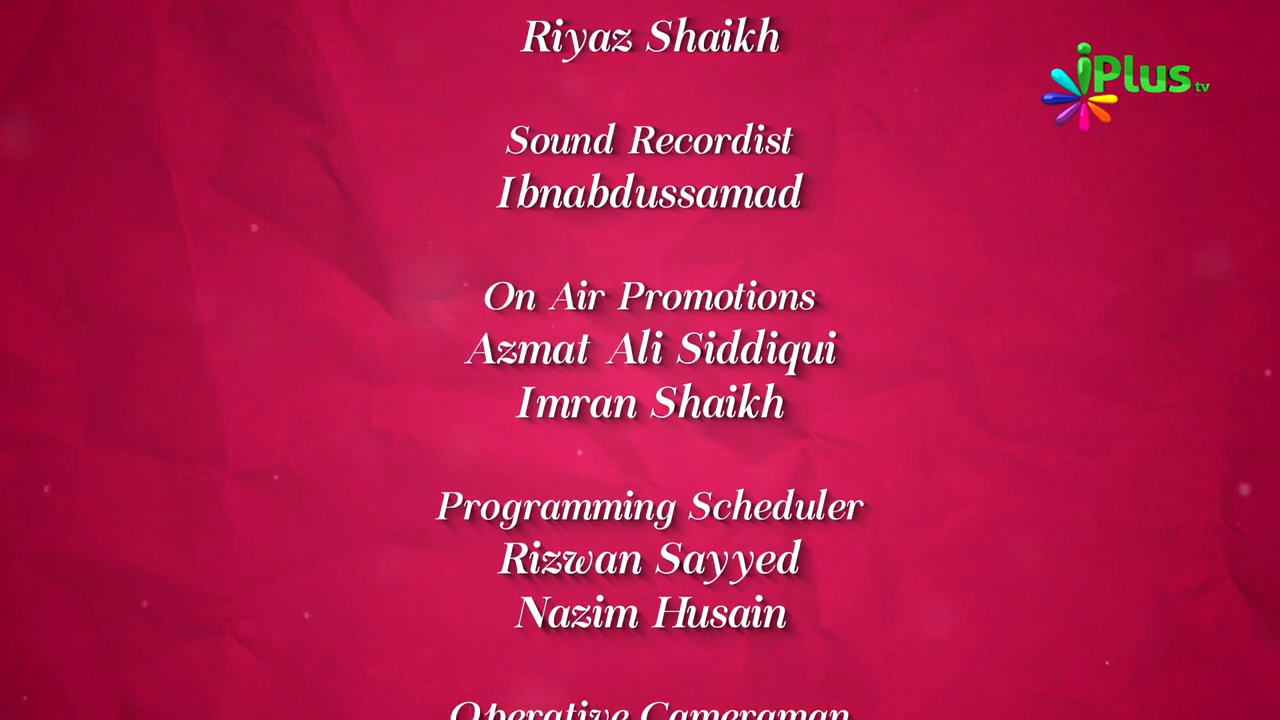 Riyaz Shaikh
iPlus tv
Sound Recordist
Ibnabdussamad
On Air Promotions
Azmat Ali Siddiqui
Imran Shaikh
Programming Scheduler
Rizwan Sayyed
Nazim Husain
Operative Cameraman